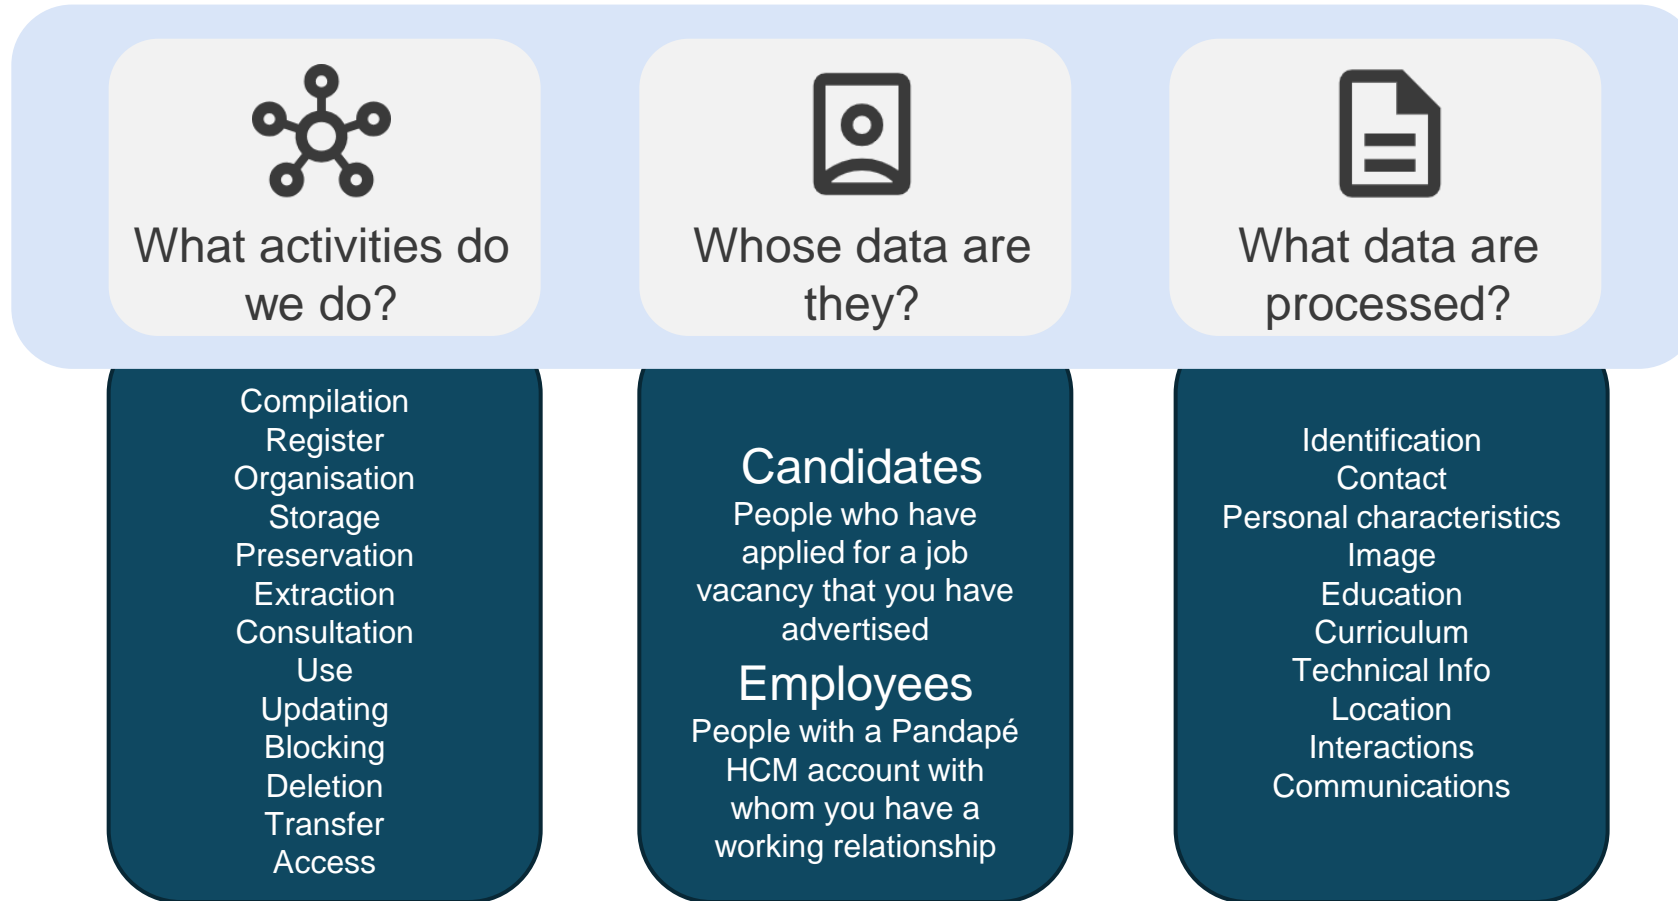 What activities do
we do?
Compilation
Register
Organisation
Storage
Preservation
Extraction
Consultation
Use
Updating
Blocking
Deletion
Transfer
Access
Whose data are
they?
Candidates
People who have
applied for a job
vacancy that you have
advertised
Employees
People with a Pandapé
HCM account with
whom you have a
working relationship
What data are
processed?
Identification
Contact
Personal characteristics
Image
Education
Curriculum
Technical Info
Location
Interactions
Communications